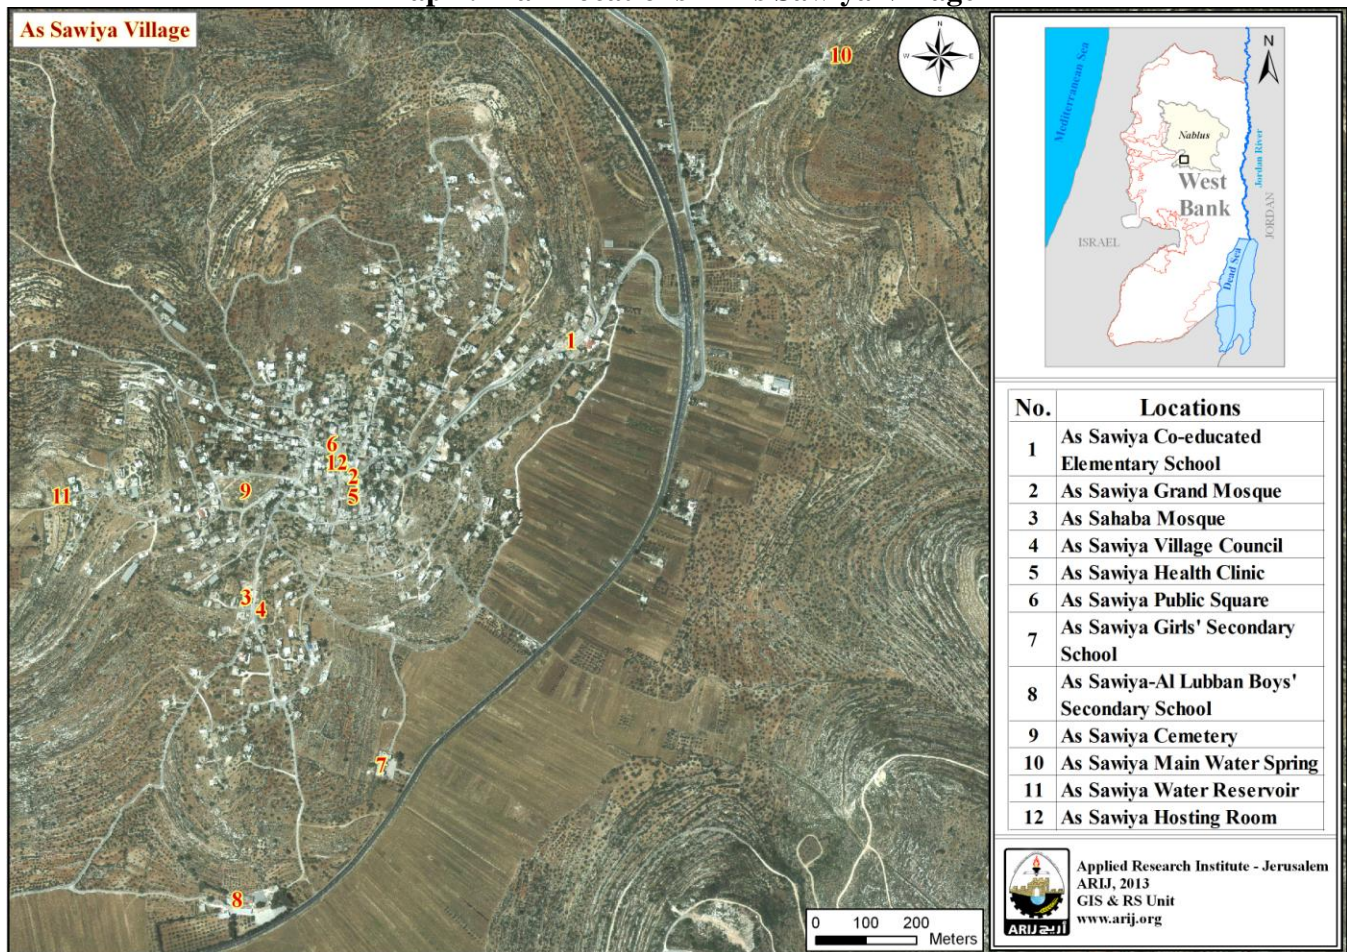 As Sawiya Village
N
W
E
S
10
1
6
12
2
5
9
11
3
4
7
8
0 100 200
Meters
Mediterranean Sea
N
Nablus
West
Bank
Jordan River
JORDAN
ISRAEL
Dead Sea
No. Locations
1 As Sawiya Co-educated
Elementary School
2 As Sawiya Grand Mosque
3 As Sahaba Mosque
4 As Sawiya Village Council
5 As Sawiya Health Clinic
6 As Sawiya Public Square
7 As Sawiya Girls' Secondary
School
8 As Sawiya-Al Lubban Boys'
Secondary School
9 As Sawiya Cemetery
10 As Sawiya Main Water Spring
11 As Sawiya Water Reservoir
12 As Sawiya Hosting Room
ARIJ أريج
Applied Research Institute - Jerusalem
ARIJ, 2013
GIS & RS Unit
www.arij.org